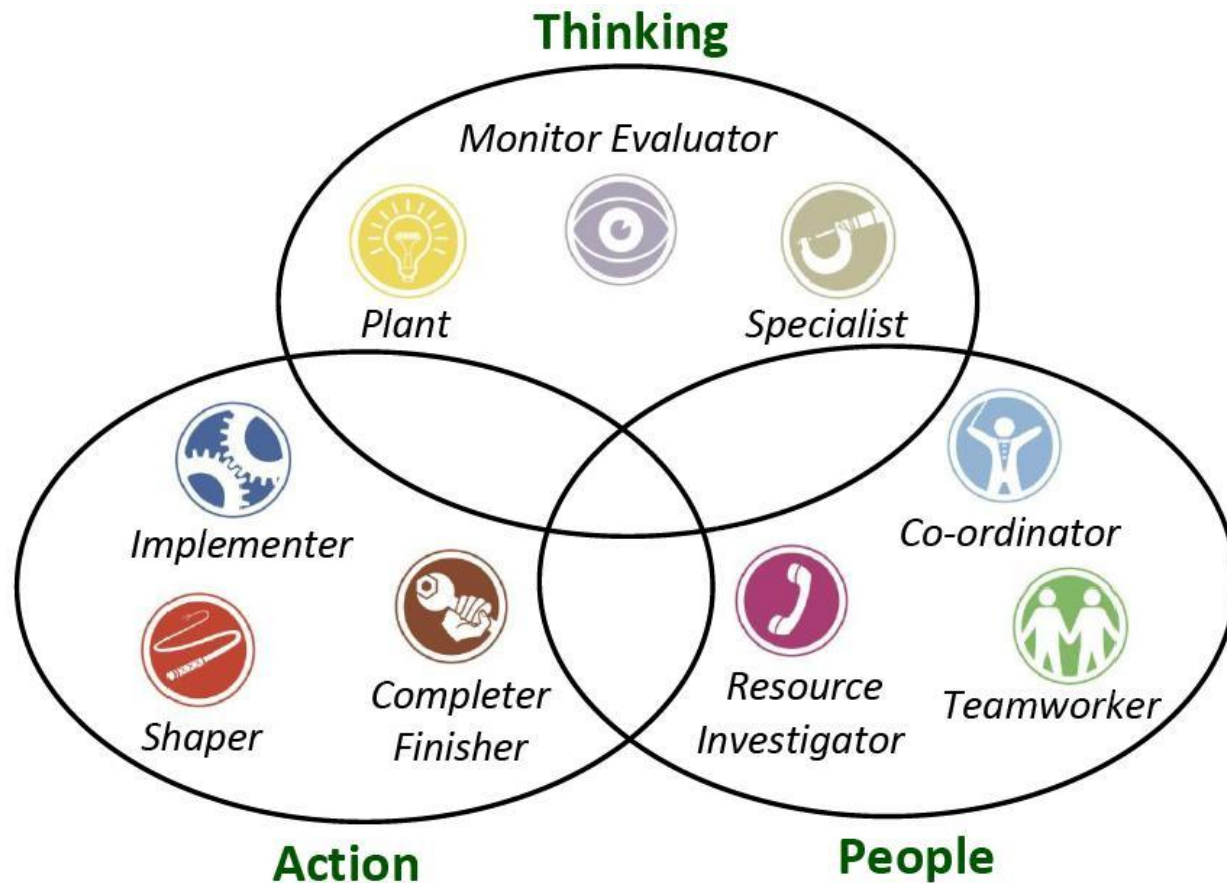 Thinking
Monitor Evaluator
Plant
Specialist
Implementer
Co-ordinator
Shaper
Completer
Finisher
Resource
Investigator
Teamworker
Action
People